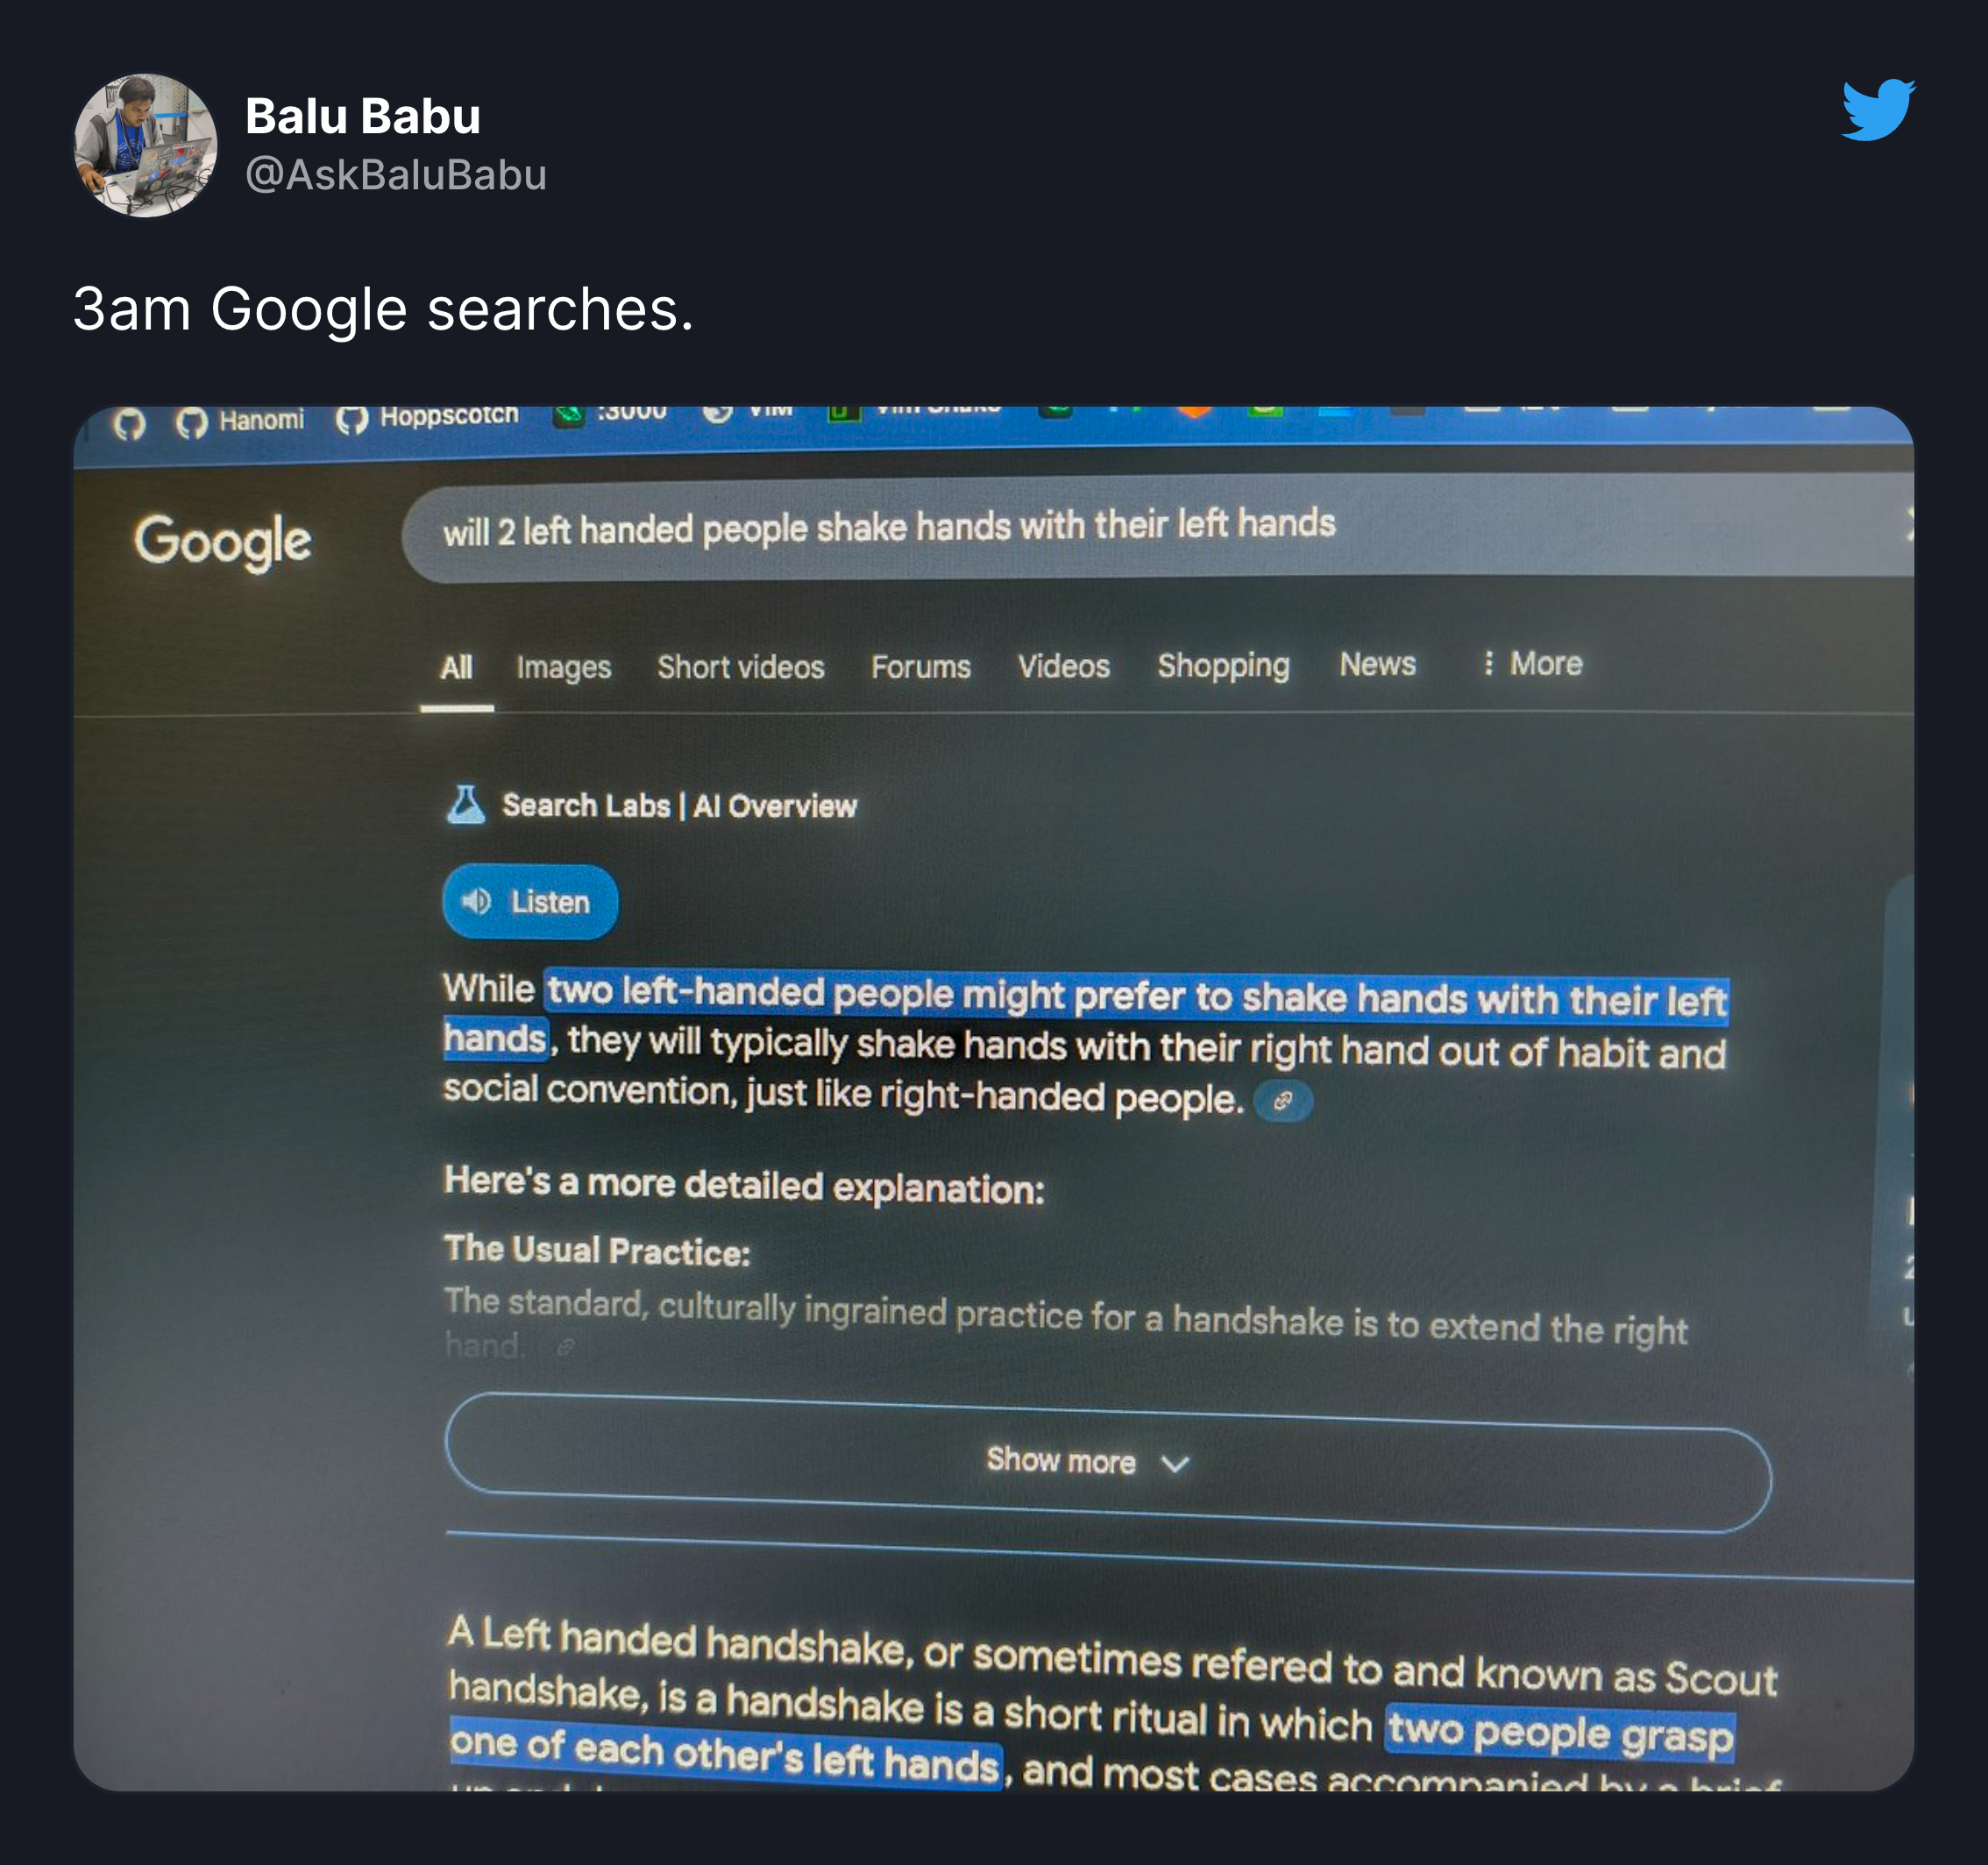 Balu Babu
@AskBaluBabu
3am Google searches.
Hanomi Hoppscotch :3000 VIM
Google
will 2 left handed people shake hands with their left hands
All Images Short videos Forums Videos Shopping News More
Search Labs | AI Overview
Listen
While two left-handed people might prefer to shake hands with their left
hands, they will typically shake hands with their right hand out of habit and
social convention, just like right-handed people.
Here's a more detailed explanation:
The Usual Practice:
The standard, culturally ingrained practice for a handshake is to extend the right
hand.
Show more
A Left handed handshake, or sometimes refered to and known as Scout
handshake, is a handshake is a short ritual in which two people grasp
one of each other's left hands, and most cases accompanied by a brief